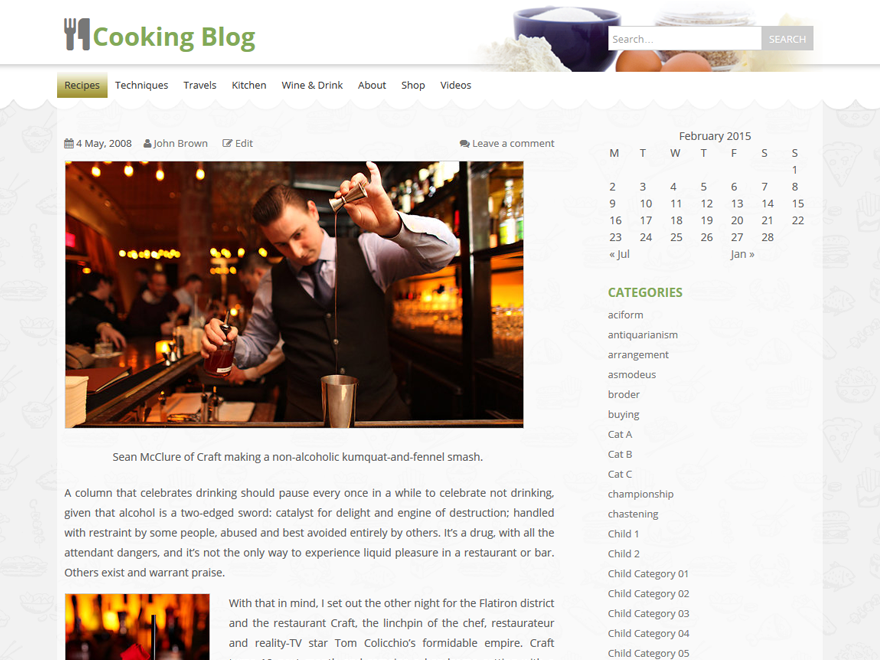 Cooking Blog
Search...
SEARCH
Recipes
Techniques
Travels
Kitchen
Wine & Drink
About
Shop
Videos
4 May, 2008
John Brown
Edit
Leave a comment
Sean McClure of Craft making a non-alcoholic kumquat-and-fennel smash.
A column that celebrates drinking should pause every once in a while to celebrate not drinking,
given that alcohol is a two-edged sword: catalyst for delight and engine of destruction; handled
with restraint by some people, abused and best avoided entirely by others. It's a drug, with all the
attendant dangers, and it's not the only way to experience liquid pleasure in a restaurant or bar.
Others exist and warrant praise.
With that in mind, I set out the other night for the Flatiron district
and the restaurant Craft, the linchpin of the chef, restaurateur
and reality-TV star Tom Colicchio's formidable empire. Craft
February 2015
M T W T F S S
1
2 3 4 5 6 7 8
9 10 11 12 13 14 15
16 17 18 19 20 21 22
23 24 25 26 27 28
« Jul Jan »
CATEGORIES
aciform
antiquarianism
arrangement
asmodeus
broder
buying
Cat A
Cat B
Cat C
championship
chastening
Child 1
Child 2
Child Category 01
Child Category 02
Child Category 03
Child Category 04
Child Category 05